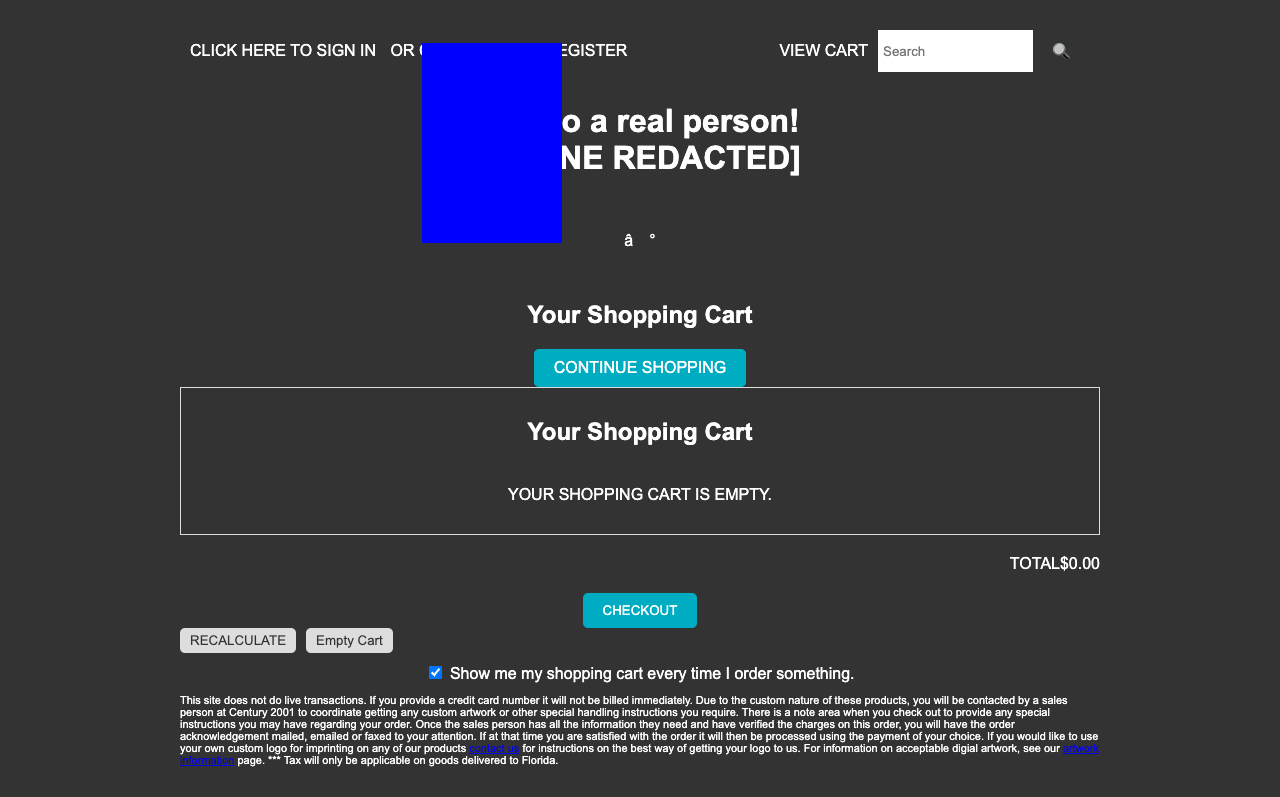 CLICK HERE TO SIGN IN OR
VIEW CART
Search
o a real person!
REDACTED]
â °
Your Shopping Cart
CONTINUE SHOPPING
Your Shopping Cart
YOUR SHOPPING CART IS EMPTY.
TOTAL$0.00
CHECKOUT
RECALCULATE Empty Cart
Show me my shopping cart every time I order something.
This site does not do live transactions. If you provide a credit card number it will not be billed immediately. Due to the custom nature of these products, you will be contacted by a sales
person at Century 2001 to coordinate getting any custom artwork or other special handling instructions you require. There is a note area when you check out to provide any special
instructions you may have regarding your order. Once the sales person has all the information they need and have verified the charges on this order, you will have the order
acknowledgement mailed, emailed or faxed to your attention. If at that time you are satisfied with the order it will then be processed using the payment of your choice. If you would like to use
your own custom logo for imprinting on any of our products contact us for instructions on the best way of getting your logo to us. For information on acceptable digial artwork, see our artwork
information page. *** Tax will only be applicable on goods delivered to Florida.